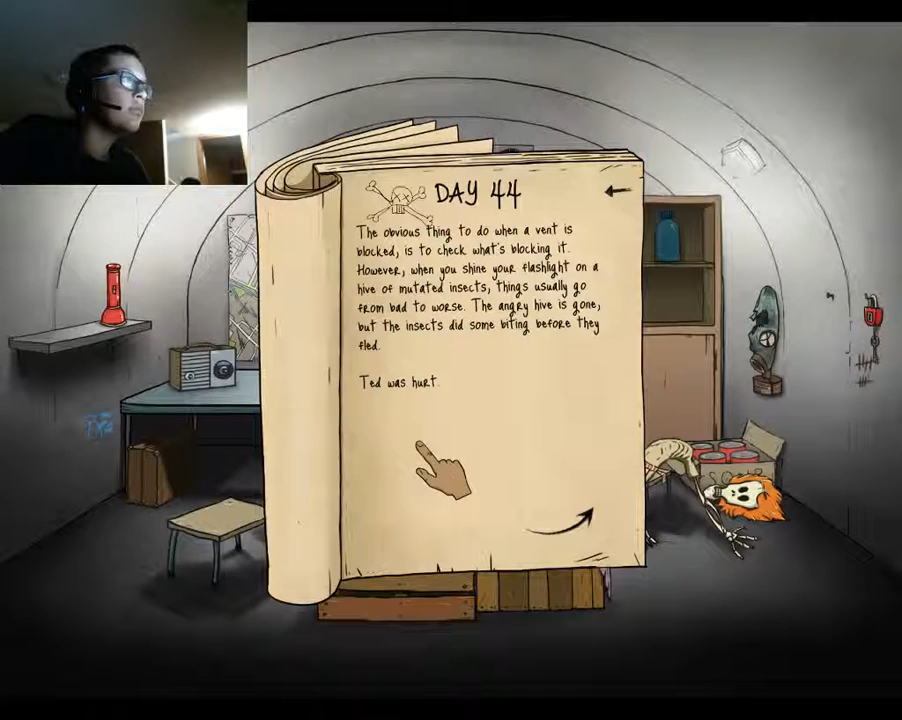 DAY 44
The obvious thing to do when a vent is
blocked, is to check what's blocking it.
However, when you shine your flashlight on a
hive of mutated insects, things usually go
from bad to worse. The angry hive is gone,
but the insects did some biting before they
fled.
Ted was hurt.